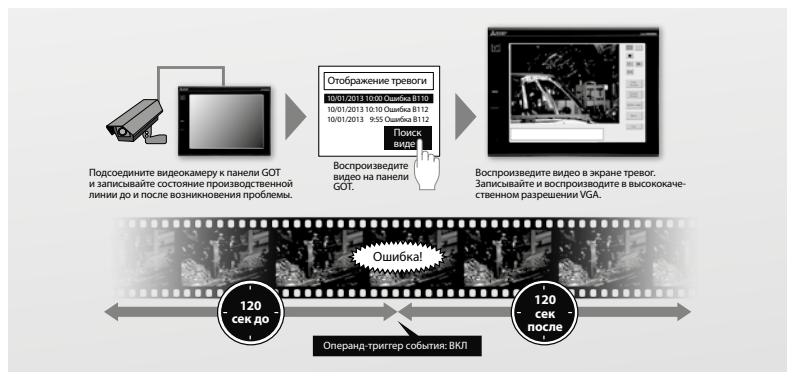 Отображение тревоги
10/01/2013 10:00 Ошибка B110
10/01/2013 10:10 Ошибка B112
10/01/2013 9:55 Ошибка B112
Поиск
виде
Подсоедините видеокамеру к панели GOT
и записывайте состояние производственной
линии до и после возникновения проблемы.
Воспроизведите
видео на панели
GOT.
Воспроизведите видео в экране тревог.
Записывайте и воспроизводите в высококаче-
ственном разрешении VGA.
Ошибка!
120
сек до
120
сек
после
Операнд-триггер события: ВКЛ